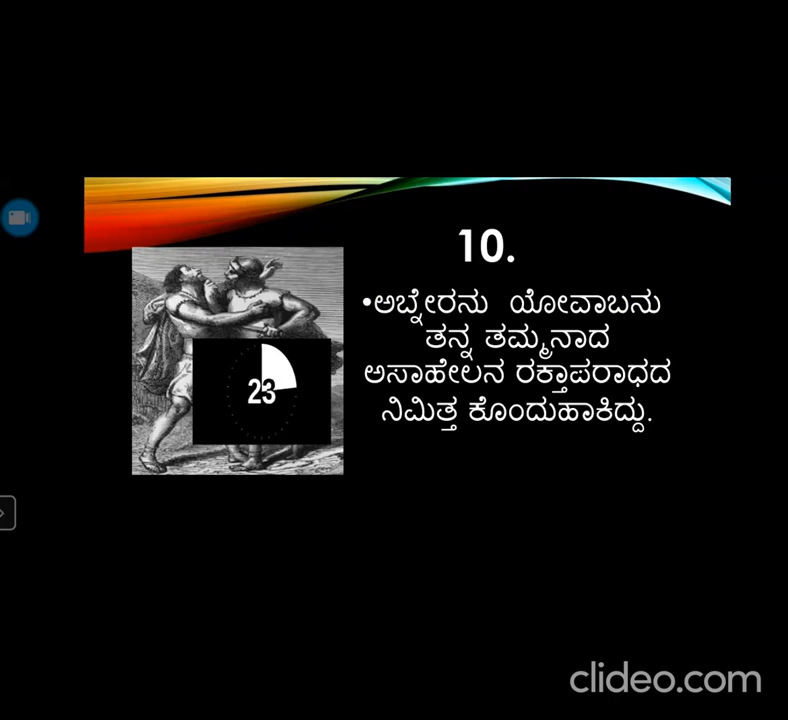 10.
•ಅಬ್ನೇರನು ಯೋವಾಬನು
ತನ್ನ ತಮ್ಮನಾದ
ಅಸಾಹೇಲನ ರಕ್ತಾಪರಾಧದ
ನಿಮಿತ್ತ ಕೊಂದುಹಾಕಿದ್ದು.
23
clideo.com